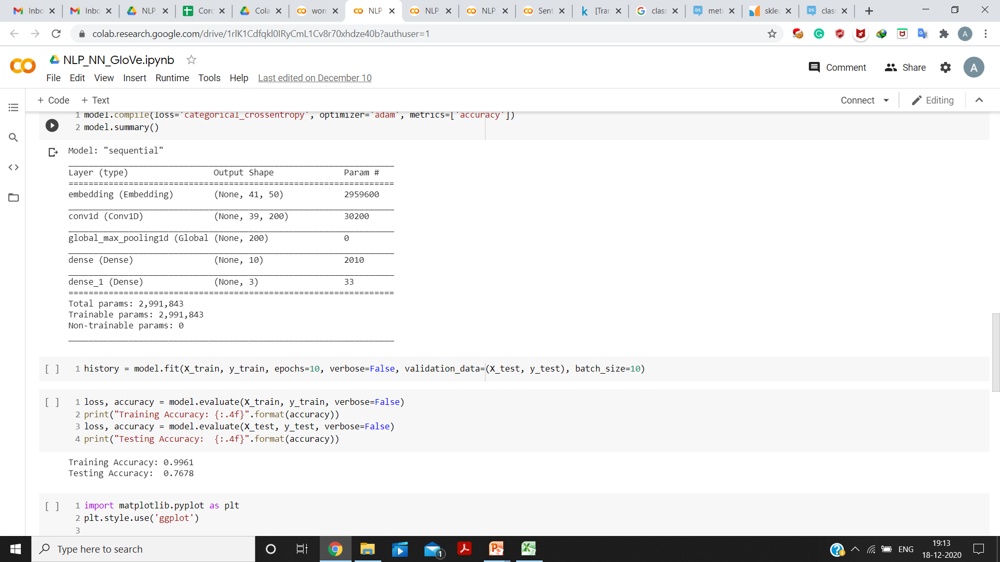 Inbo
Inbo
NLP_
Corc
Cola
word
NLP_
NLP_
NLP_
Sent
[Trar
class
metr
sklea
class
colab.research.google.com/drive/1rlK1Cdfqkl0IRyCmL1Cv8r70xhdze40b?authuser=1
A
NLP_NN_GloVe.ipynb
Comment
Share
A
File Edit View Insert Runtime Tools Help Last edited on December 10
+ Code + Text
Connect
Editing
1 model.compile(loss='categorical_crossentropy', optimizer='adam', metrics=['accuracy'])
2 model.summary()
Model: "sequential"
_________________________________________________________________
Layer (type)                 Output Shape              Param #
=================================================================
embedding (Embedding)        (None, 41, 50)            2959600
_________________________________________________________________
conv1d (Conv1D)              (None, 39, 200)           30200
_________________________________________________________________
global_max_pooling1d (Global (None, 200)               0
_________________________________________________________________
dense (Dense)                (None, 10)                2010
_________________________________________________________________
dense_1 (Dense)              (None, 3)                 33
=================================================================
Total params: 2,991,843
Trainable params: 2,991,843
Non-trainable params: 0
_________________________________________________________________
[ ] 1 history = model.fit(X_train, y_train, epochs=10, verbose=False, validation_data=(X_test, y_test), batch_size=10)
[ ] 1 loss, accuracy = model.evaluate(X_train, y_train, verbose=False)
2 print("Training Accuracy: {:.4f}".format(accuracy))
3 loss, accuracy = model.evaluate(X_test, y_test, verbose=False)
4 print("Testing Accuracy:  {:.4f}".format(accuracy))
Training Accuracy: 0.9961
Testing Accuracy:  0.7678
[ ] 1 import matplotlib.pyplot as plt
2 plt.style.use('ggplot')
3
Type here to search
1
ENG
19:13
18-12-2020